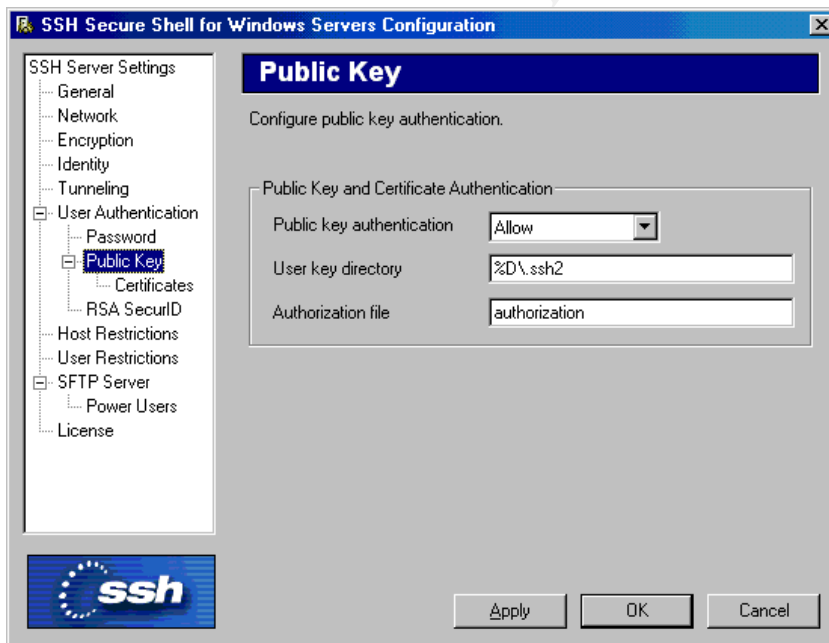 SSH Secure Shell for Windows Servers Configuration
SSH Server Settings
General
Network
Encryption
Identity
Tunneling
User Authentication
Password
Public Key
Certificates
RSA SecurID
Host Restrictions
User Restrictions
SFTP Server
Power Users
License
ssh
Public Key
Configure public key authentication.
Public Key and Certificate Authentication
Public key authentication Allow
User key directory %D\.ssh2
Authorization file authorization
Apply OK Cancel